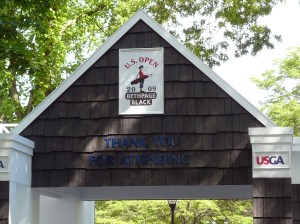 U.S. OPEN
20 09
BETHPAGE
BLACK
THANK YOU
FOR ATTENDING
USGA